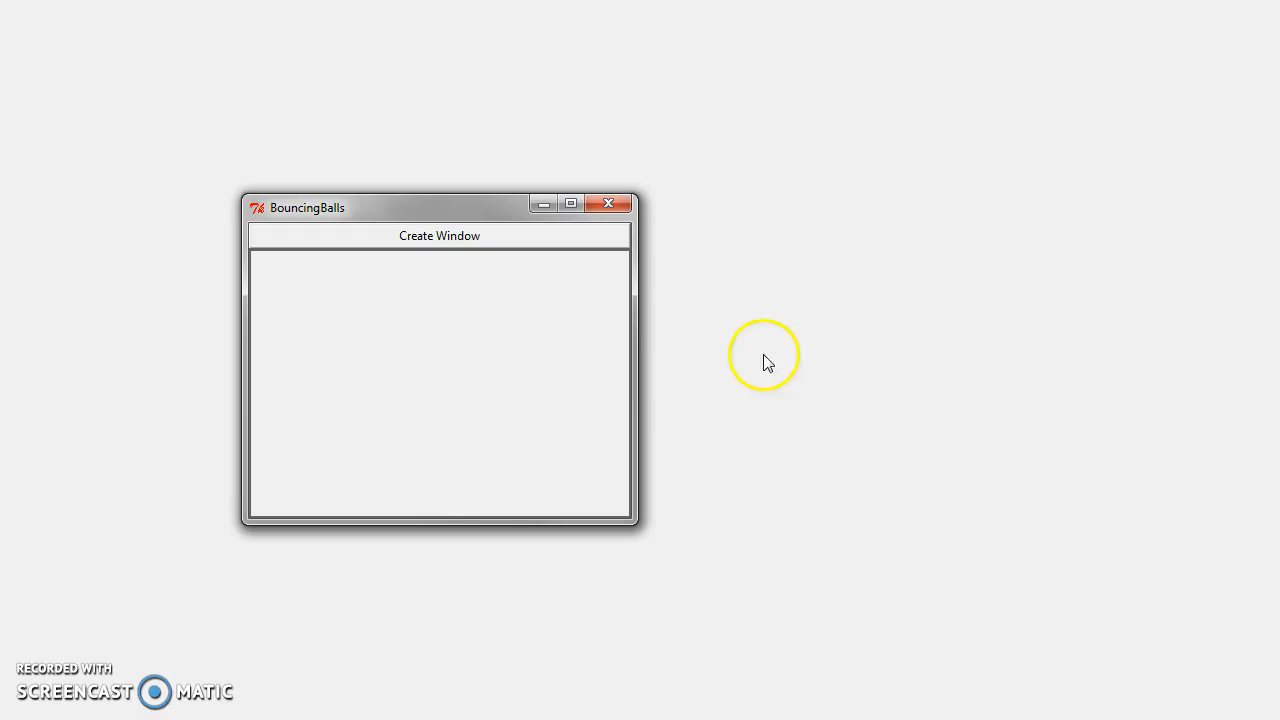 BouncingBalls
Create Window
RECORDED WITH
SCREENCAST MATIC